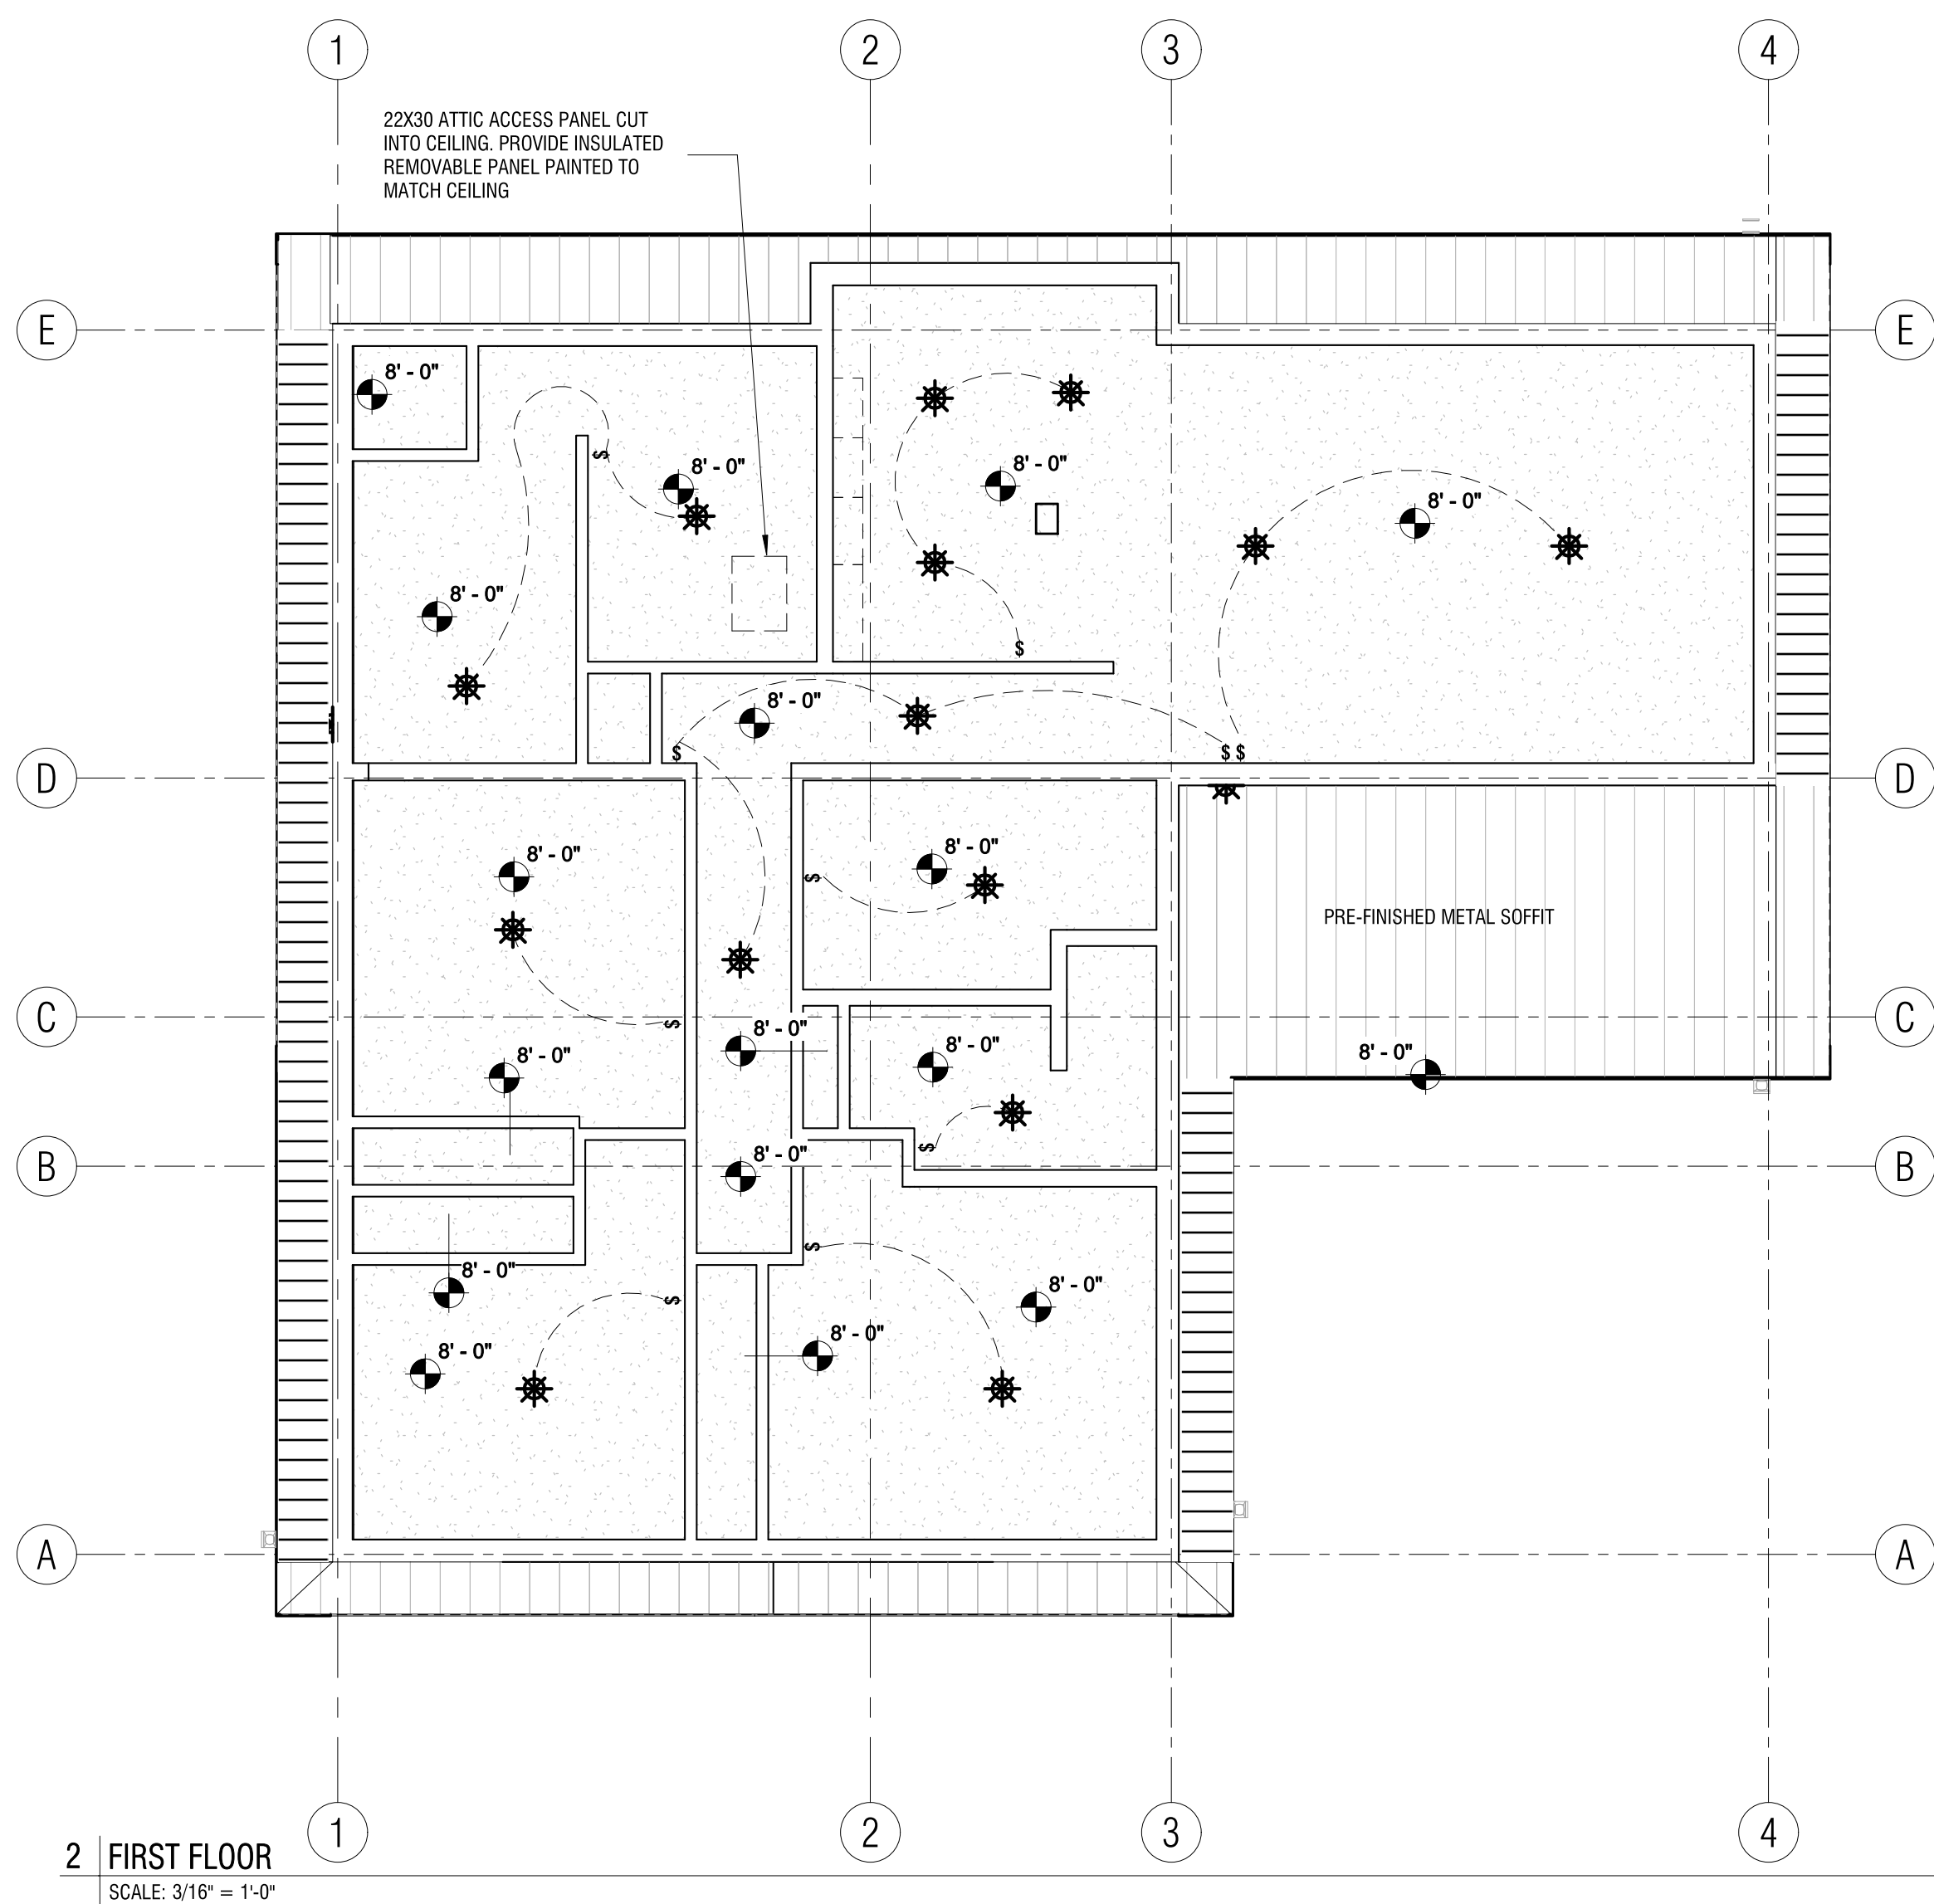 1 2 3 4
22X30 ATTIC ACCESS PANEL CUT
INTO CEILING. PROVIDE INSULATED
REMOVABLE PANEL PAINTED TO
MATCH CEILING
E E
8' - 0"
8' - 0"
8' - 0"
8' - 0"
8' - 0"
$
8' - 0"
$
8' - 0"
$ $ $
D D
8' - 0"
8' - 0"
$
PRE-FINISHED METAL SOFFIT
C C
$
8' - 0"
8' - 0"
8' - 0"
8' - 0"
$
8' - 0"
B B
$
8' - 0"
8' - 0"
$
8' - 0"
8' - 0"
A A
1 2 3 4
2 FIRST FLOOR
SCALE: 3/16" = 1'-0"